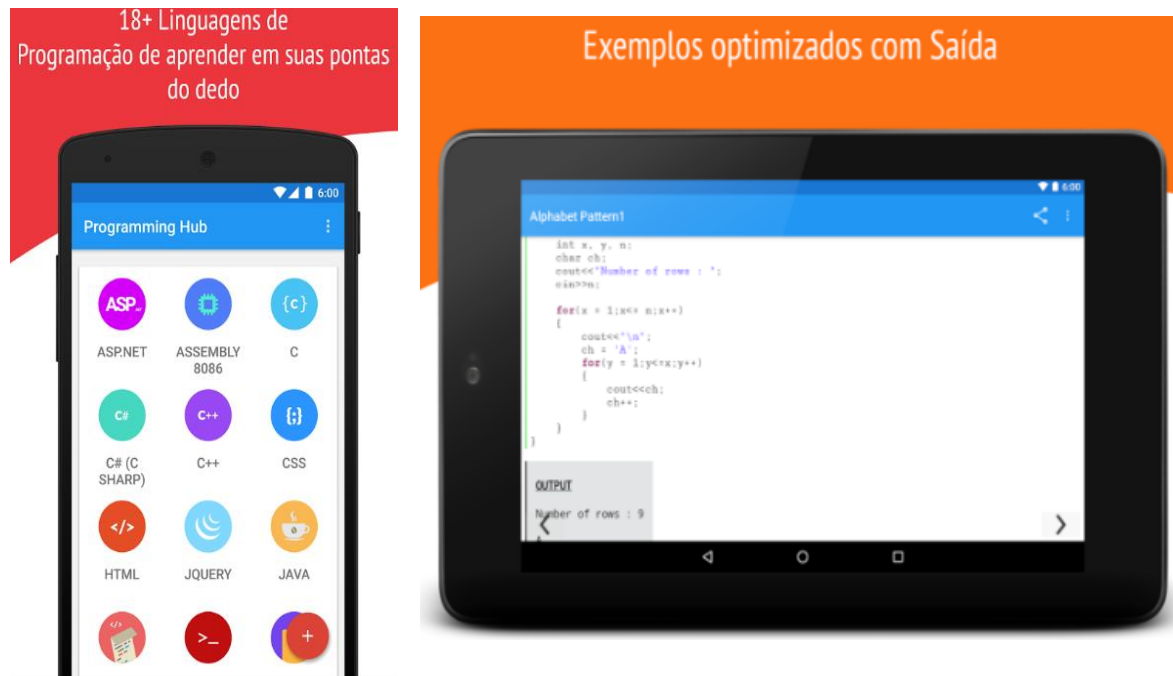 18+ Linguagens de
Programação de aprender em suas pontas
do dedo
6:00
Programming Hub
ASP.
ASP.NET
ASSEMBLY
8086
{c}
C
C#
C# (C
SHARP)
C++
C++
{;}
CSS
</>
HTML
JQUERY
JAVA
</>
>_
+
Exemplos optimizados com Saída
6:00
Alphabet Pattern1
int x, y, n;
char ch;
cout<<"Number of rows : ";
cin>>n;
for(x = 1;x<= n;x++)
{
cout<<"\n";
ch = 'A';
for(y = 1;y<=x;y++)
{
cout<<ch;
ch++;
}
}
}
OUTPUT
Number of rows : 9